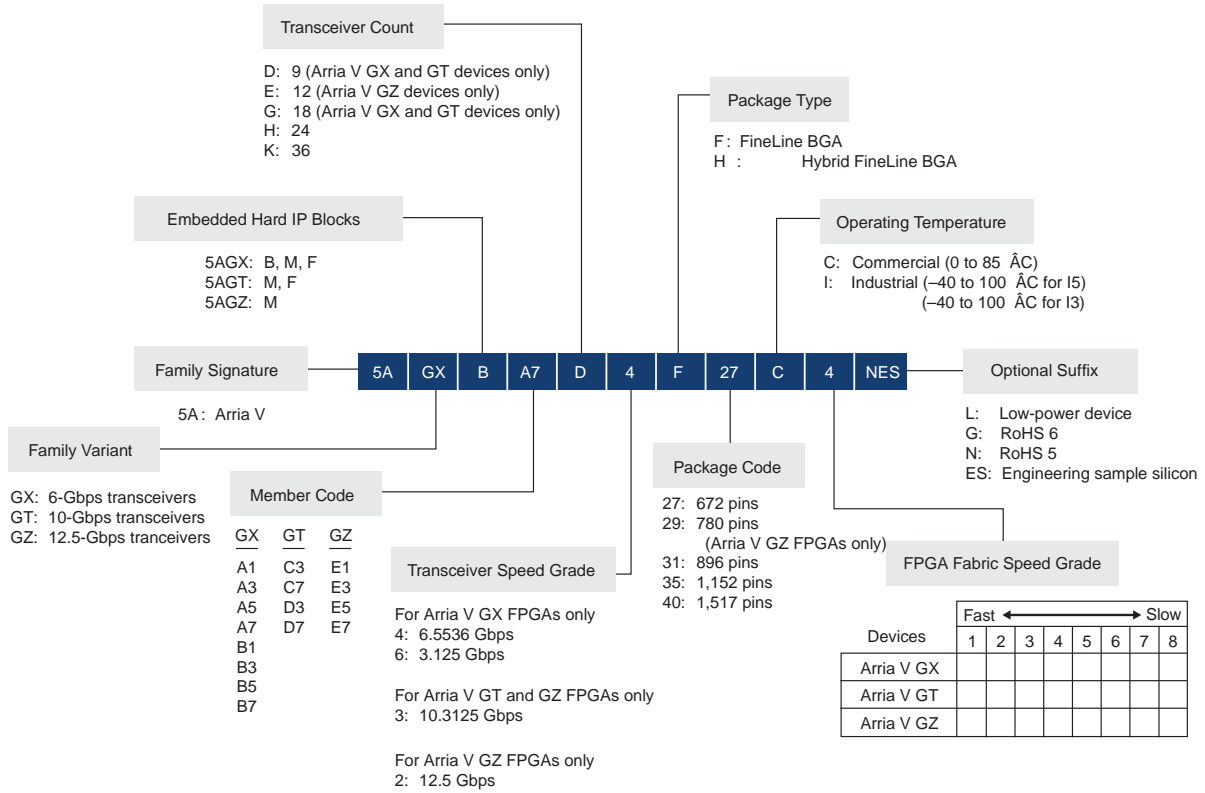 Transceiver Count
D: 9 (Arria V GX and GT devices only)
E: 12 (Arria V GZ devices only)
G: 18 (Arria V GX and GT devices only)
H: 24
K: 36
Package Type
F : FineLine BGA
H : Hybrid FineLine BGA
Embedded Hard IP Blocks
5AGX: B, M, F
5AGT: M, F
5AGZ: M
Operating Temperature
C: Commercial (0 to 85 ÂC)
I: Industrial (–40 to 100 ÂC for I5)
(–40 to 100 ÂC for I3)
Family Signature
5A GX B A7 D 4 F 27 C 4 NES
Optional Suffix
5A : Arria V
L: Low-power device
G: RoHS 6
N: RoHS 5
ES: Engineering sample silicon
Family Variant
GX: 6-Gbps transceivers
GT: 10-Gbps transceivers
GZ: 12.5-Gbps tranceivers
Member Code
GX GT GZ
A1 C3 E1
A3 C7 E3
A5 D3 E5
A7 D7 E7
B1
B3
B5
B7
Transceiver Speed Grade
For Arria V GX FPGAs only
4: 6.5536 Gbps
6: 3.125 Gbps
For Arria V GT and GZ FPGAs only
3: 10.3125 Gbps
For Arria V GZ FPGAs only
2: 12.5 Gbps
Package Code
27: 672 pins
29: 780 pins
(Arria V GZ FPGAs only)
31: 896 pins
35: 1,152 pins
40: 1,517 pins
FPGA Fabric Speed Grade
Fast Slow
Devices 1 2 3 4 5 6 7 8
Arria V GX
Arria V GT
Arria V GZ